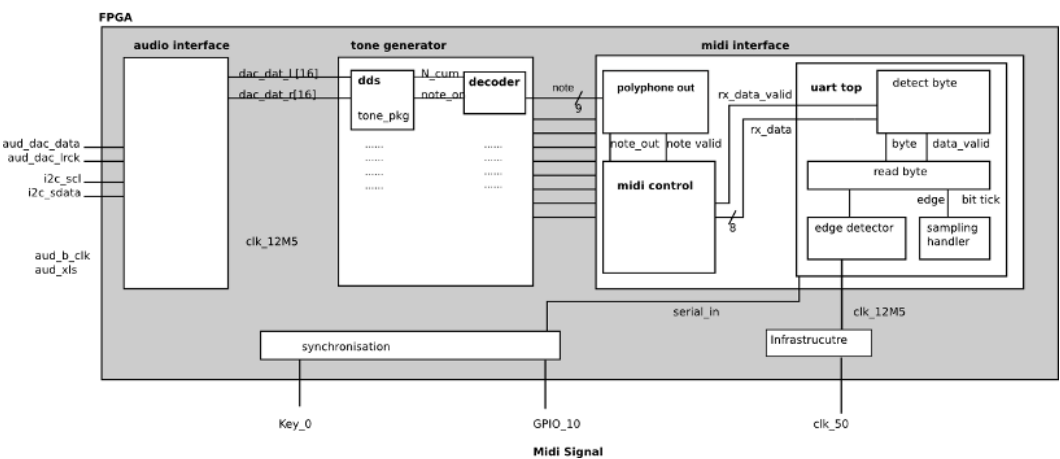 FPGA
audio interface
tone generator
midi interface
dac_dat_l[16]
dac_dat_r[16]
dds
tone_pkg
N_cum
note_on
decoder
note
9
polyphone out
note_out note valid
midi control
rx_data_valid
rx_data
8
uart top
detect byte
byte data_valid
read byte
edge bit tick
edge detector
sampling
handler
......
......
......
......
......
......
......
......
aud_dac_data
aud_dac_lrck
i2c_scl
i2c_sdata
aud_b_clk
aud_xls
clk_12M5
serial_in
clk_12M5
synchronisation
Infrastrucutre
Key_0
GPIO_10
clk_50
Midi Signal